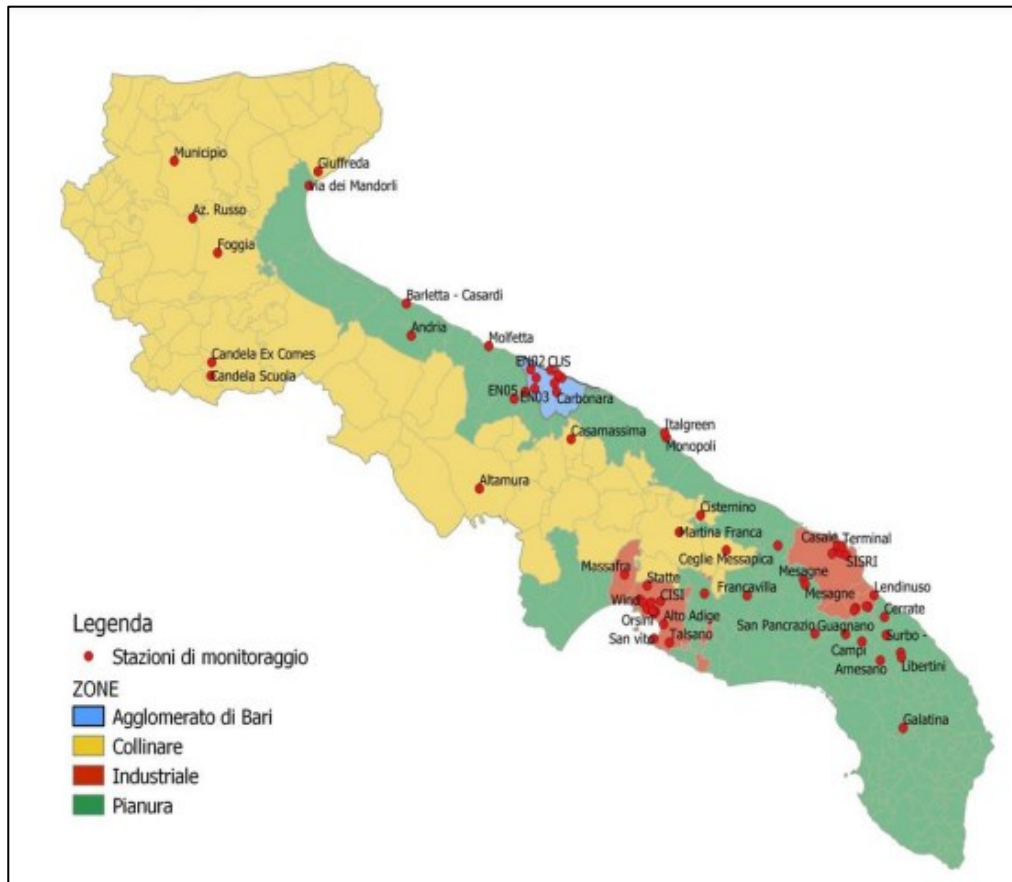 Municipio
Giuffreda
Via dei Mandorli
Az. Russo
Foggia
Barletta - Casardi
Andria
Molfetta
Candela Ex Comes
EN02 CUS
Candela Scuola
EN05 EN03 Carbonara
Italgreen
Casamassima
Monopoli
Altamura
Cisternino
Martina Franca
Casale Terminal
Ceglie Messapica
SISRI
Massafra
Mesagne
Statte
Lendinuso
Wind CISI
Francavilla
Mesagne
Cerrate
Orsini Alto Adige
San Pancrazio Guagnano
San vito Talsano
Surbo -
Campi
Arnesano Libertini
Galatina
Legenda
Stazioni di monitoraggio
ZONE
Agglomerato di Bari
Collinare
Industriale
Pianura